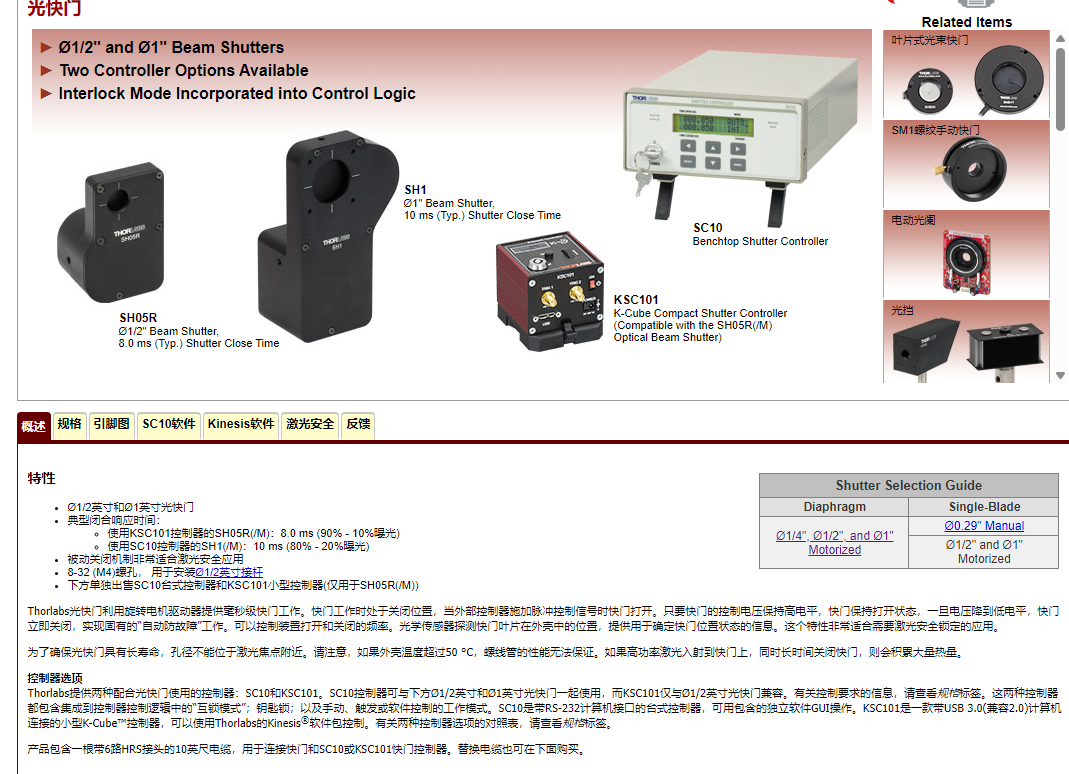 光快门
Ø1/2" and Ø1" Beam Shutters
Two Controller Options Available
Interlock Mode Incorporated into Control Logic
THORLABS
SH05R
SH05R
Ø1/2" Beam Shutter,
8.0 ms (Typ.) Shutter Close Time
THORLABS
SH1
SH1
Ø1" Beam Shutter,
10 ms (Typ.) Shutter Close Time
KSC101
TRIG 1
TRIG 2
USB
KSC101
K-Cube Compact Shutter Controller
(Compatible with the SH05R(/M)
Optical Beam Shutter)
THORLABS
SHUTTER CONTROLLER
SC10
Benchtop Shutter Controller
Related Items
叶片式光束快门
SM1螺纹手动快门
电动光阑
光挡
概述
规格
引脚图
SC10软件
Kinesis软件
激光安全
反馈
特性
Ø1/2英寸和Ø1英寸光快门
典型闭合响应时间：
使用KSC101控制器的SH05R(/M)：8.0 ms (90% - 10%曝光)
使用SC10控制器的SH1(/M)：10 ms (80% - 20%曝光)
被动关闭机制非常适合激光安全应用
8-32 (M4)螺孔， 用于安装Ø1/2英寸接杆
下方单独出售SC10台式控制器和KSC101小型控制器(仅用于SH05R(/M))
Shutter Selection Guide
Diaphragm
Single-Blade
Ø1/4", Ø1/2", and Ø1"
Motorized
Ø0.29" Manual
Ø1/2" and Ø1"
Motorized
Thorlabs光快门利用旋转电机驱动器提供毫秒级快门工作。快门工作时处于关闭位置，当外部控制器施加脉冲控制信号时快门打开。只要快门的控制电压保持高电平，快门保持打开状态，一旦电压降到低电平，快门
立即关闭，实现固有的“自动防故障”工作。可以控制装置打开和关闭的频率。光学传感器探测快门叶片在外壳中的位置，提供用于确定快门位置状态的信息。这个特性非常适合需要激光安全锁定的应用。
为了确保光快门具有长寿命，孔径不能位于激光焦点附近。请注意，如果外壳温度超过50 °C，螺线管的性能无法保证。如果高功率激光入射到快门上，同时长时间关闭快门，则会积累大量热量。
控制器选项
Thorlabs提供两种配合光快门使用的控制器：SC10和KSC101。SC10控制器可与下方Ø1/2英寸和Ø1英寸光快门一起使用，而KSC101仅与Ø1/2英寸光快门兼容。有关控制要求的信息，请查看规格标签。这两种控制器
都包含集成到控制器控制逻辑中的“互锁模式”；钥匙锁；以及手动、触发或软件控制的工作模式。SC10是带RS-232计算机接口的台式控制器，可用包含的独立软件GUI操作。KSC101是一款带USB 3.0(兼容2.0)计算机
连接的小型K-Cube™控制器，可以使用Thorlabs的Kinesis®软件包控制。有关两种控制器选项的对照表，请查看规格标签。
产品包含一根带6路HRS接头的10英尺电缆，用于连接快门和SC10或KSC101快门控制器。替换电缆也可在下面购买。